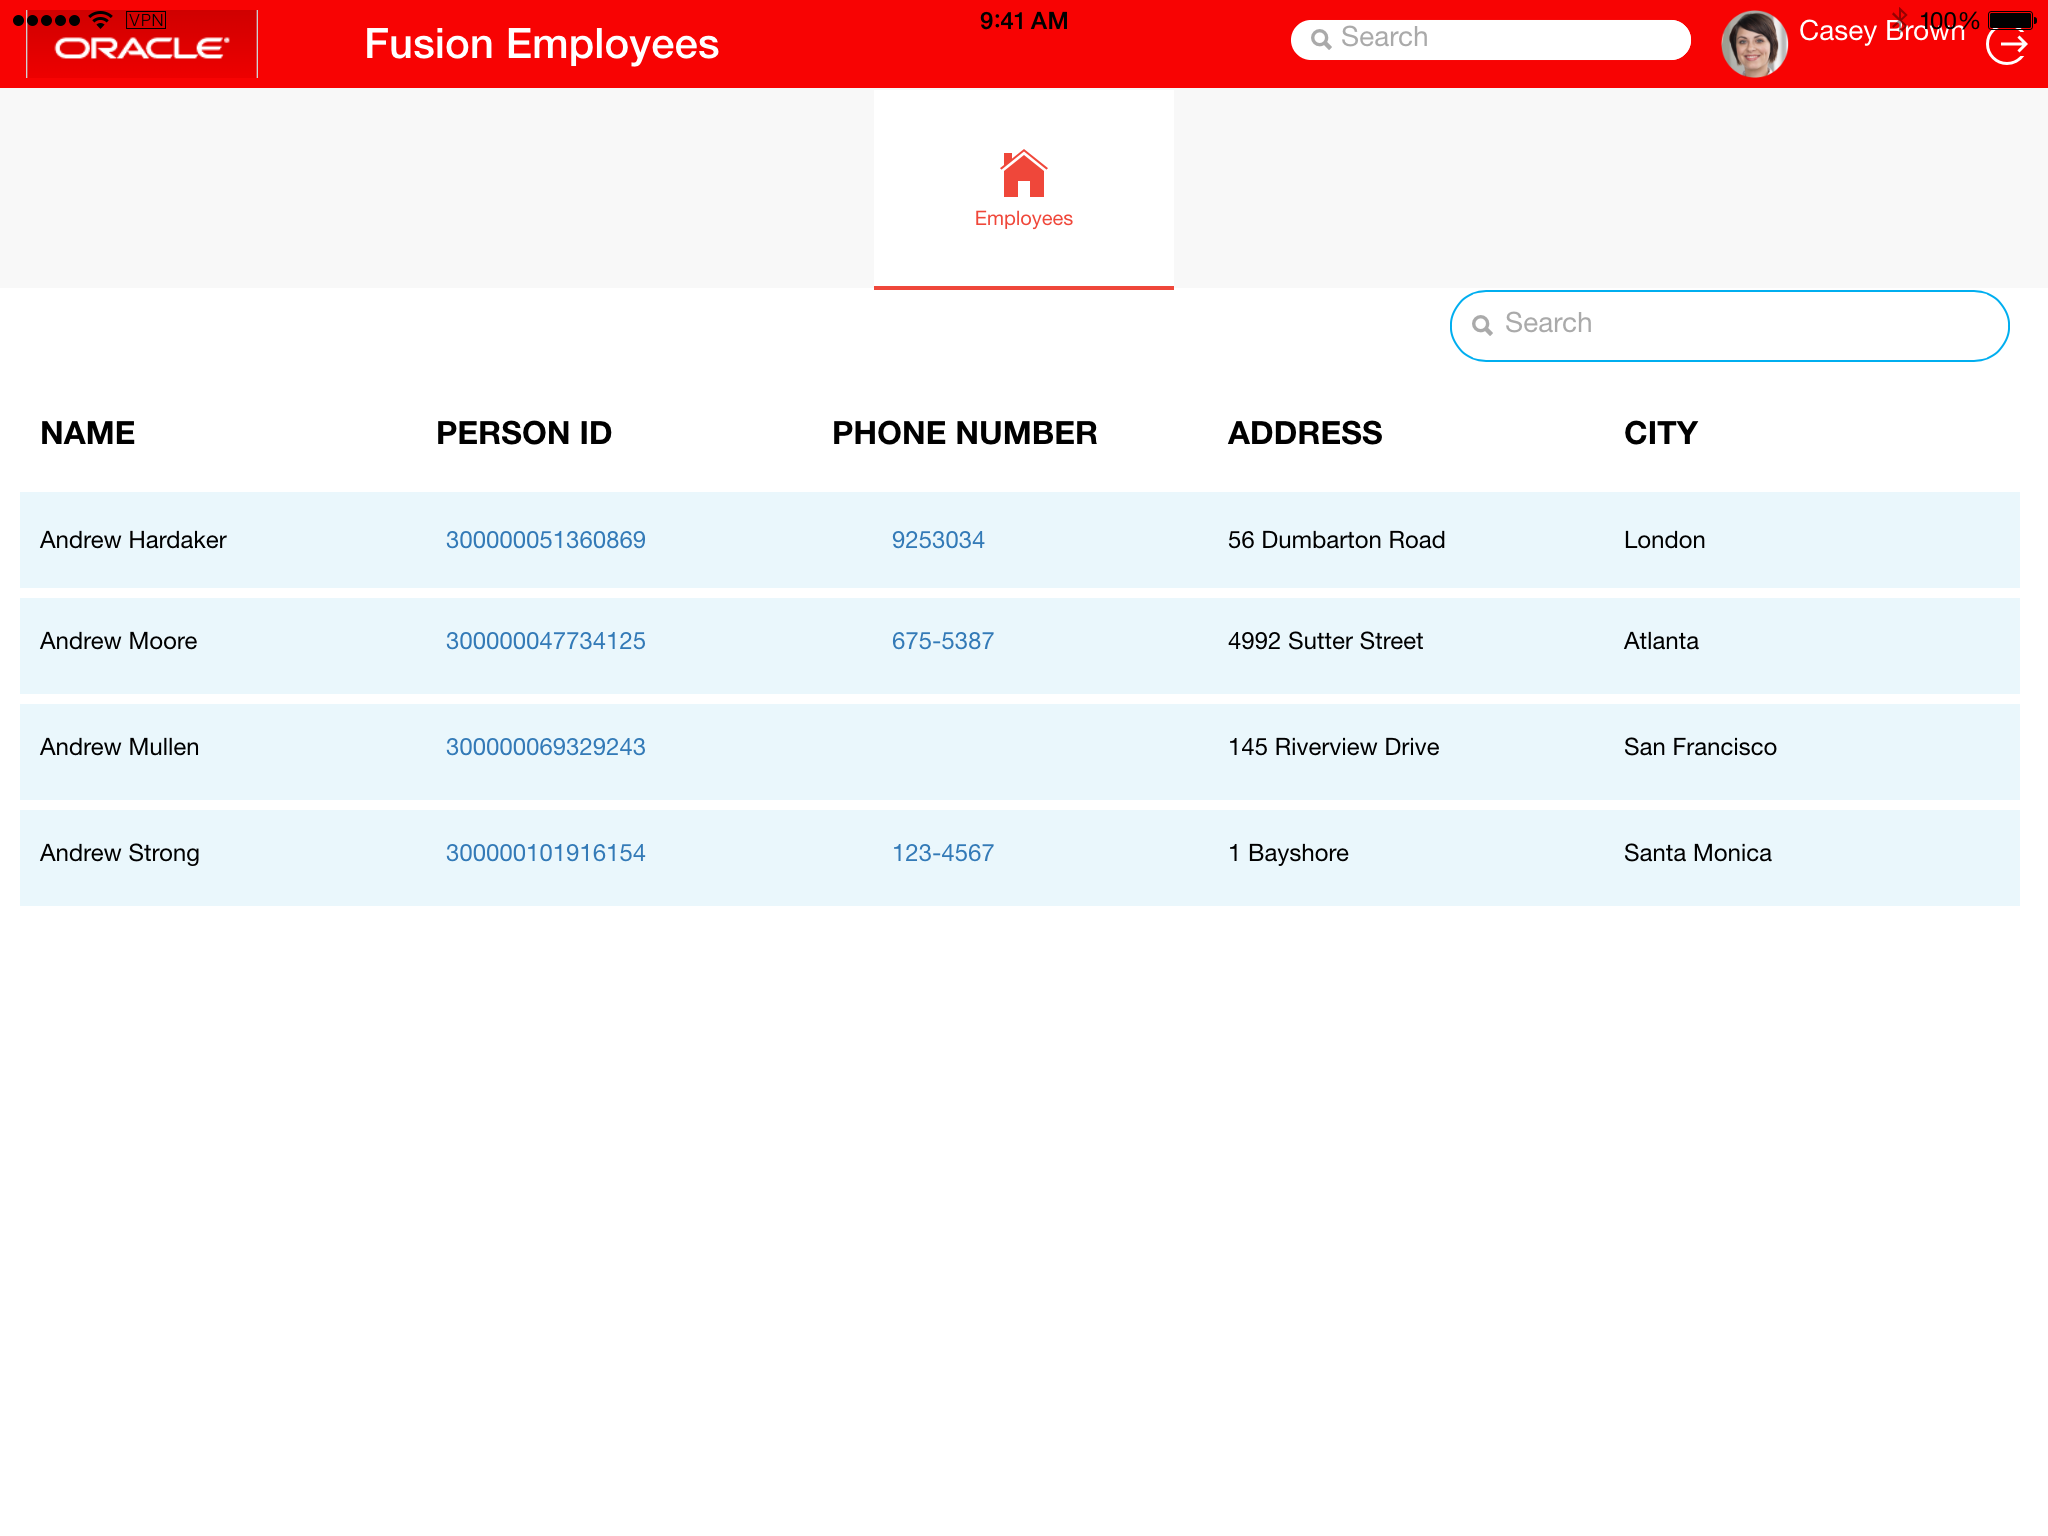 VPN
9:41 AM
100%
ORACLE
Fusion Employees
Search
Casey Brown
Employees
Search
NAME PERSON ID PHONE NUMBER ADDRESS CITY
Andrew Hardaker 300000051360869 9253034 56 Dumbarton Road London
Andrew Moore 300000047734125 675-5387 4992 Sutter Street Atlanta
Andrew Mullen 300000069329243 145 Riverview Drive San Francisco
Andrew Strong 300000101916154 123-4567 1 Bayshore Santa Monica